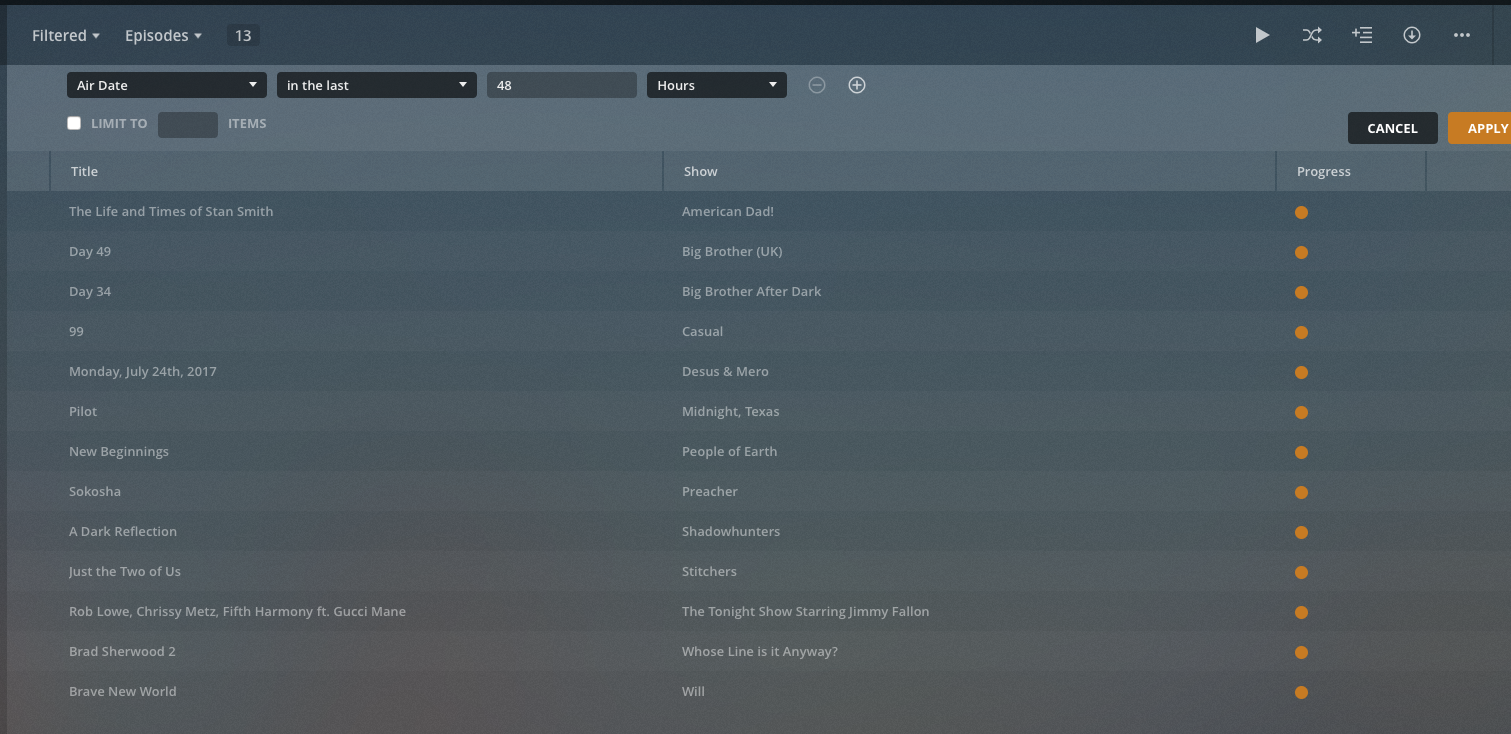 Filtered Episodes 13
Air Date in the last 48 Hours
LIMIT TO ITEMS CANCEL APPLY
Title Show Progress
The Life and Times of Stan Smith American Dad!
Day 49 Big Brother (UK)
Day 34 Big Brother After Dark
99 Casual
Monday, July 24th, 2017 Desus & Mero
Pilot Midnight, Texas
New Beginnings People of Earth
Sokosha Preacher
A Dark Reflection Shadowhunters
Just the Two of Us Stitchers
Rob Lowe, Chrissy Metz, Fifth Harmony ft. Gucci Mane The Tonight Show Starring Jimmy Fallon
Brad Sherwood 2 Whose Line is it Anyway?
Brave New World Will